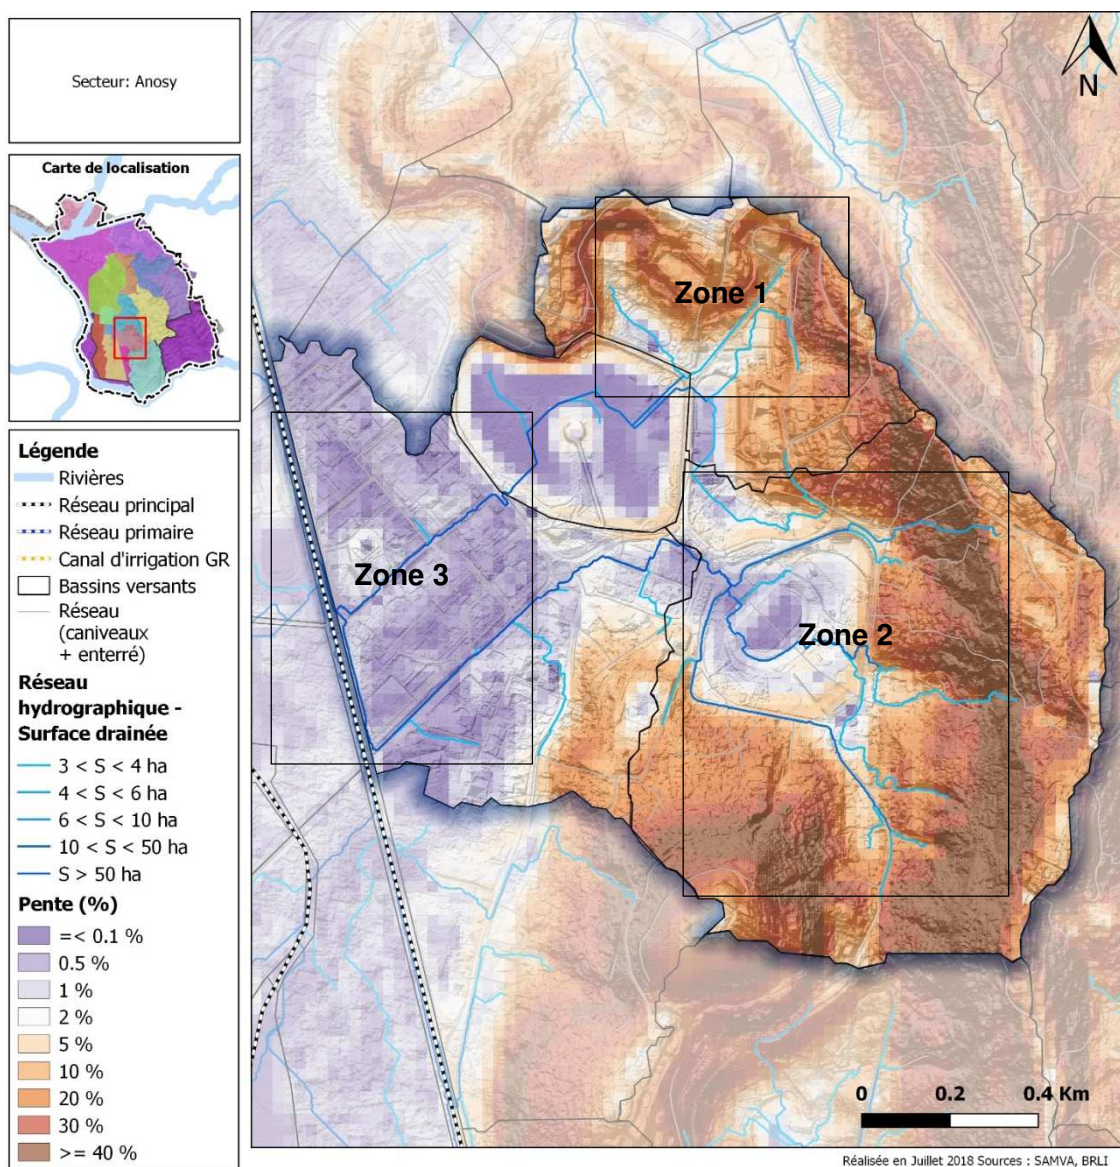 Secteur: Anosy
Carte de localisation
Légende
Rivières
Réseau principal
Réseau primaire
Canal d'irrigation GR
Bassins versants
Réseau
(caniveaux
+ enterré)
Réseau
hydrographique -
Surface drainée
3 < S < 4 ha
4 < S < 6 ha
6 < S < 10 ha
10 < S < 50 ha
S > 50 ha
Pente (%)
=< 0.1 %
0.5 %
1 %
2 %
5 %
10 %
20 %
30 %
>= 40 %
N
Zone 1
Zone 3
Zone 2
0 0.2 0.4 Km
Réalisée en Juillet 2018 Sources : SAMVA, BRLI